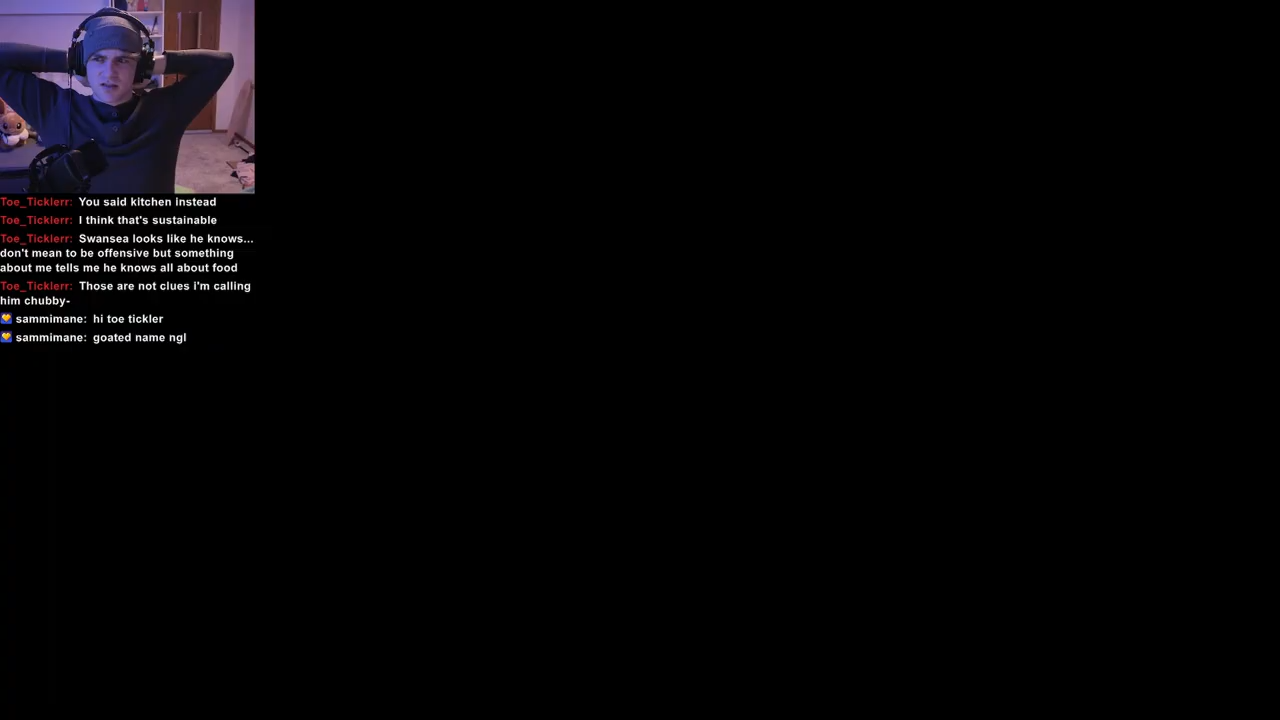 Toe_Ticklerr: You said kitchen instead
Toe_Ticklerr: I think that's sustainable
Toe_Ticklerr: Swansea looks like he knows...
don't mean to be offensive but something
about me tells me he knows all about food
Toe_Ticklerr: Those are not clues i'm calling
him chubby-
sammimane: hi toe tickler
sammimane: goated name ngl